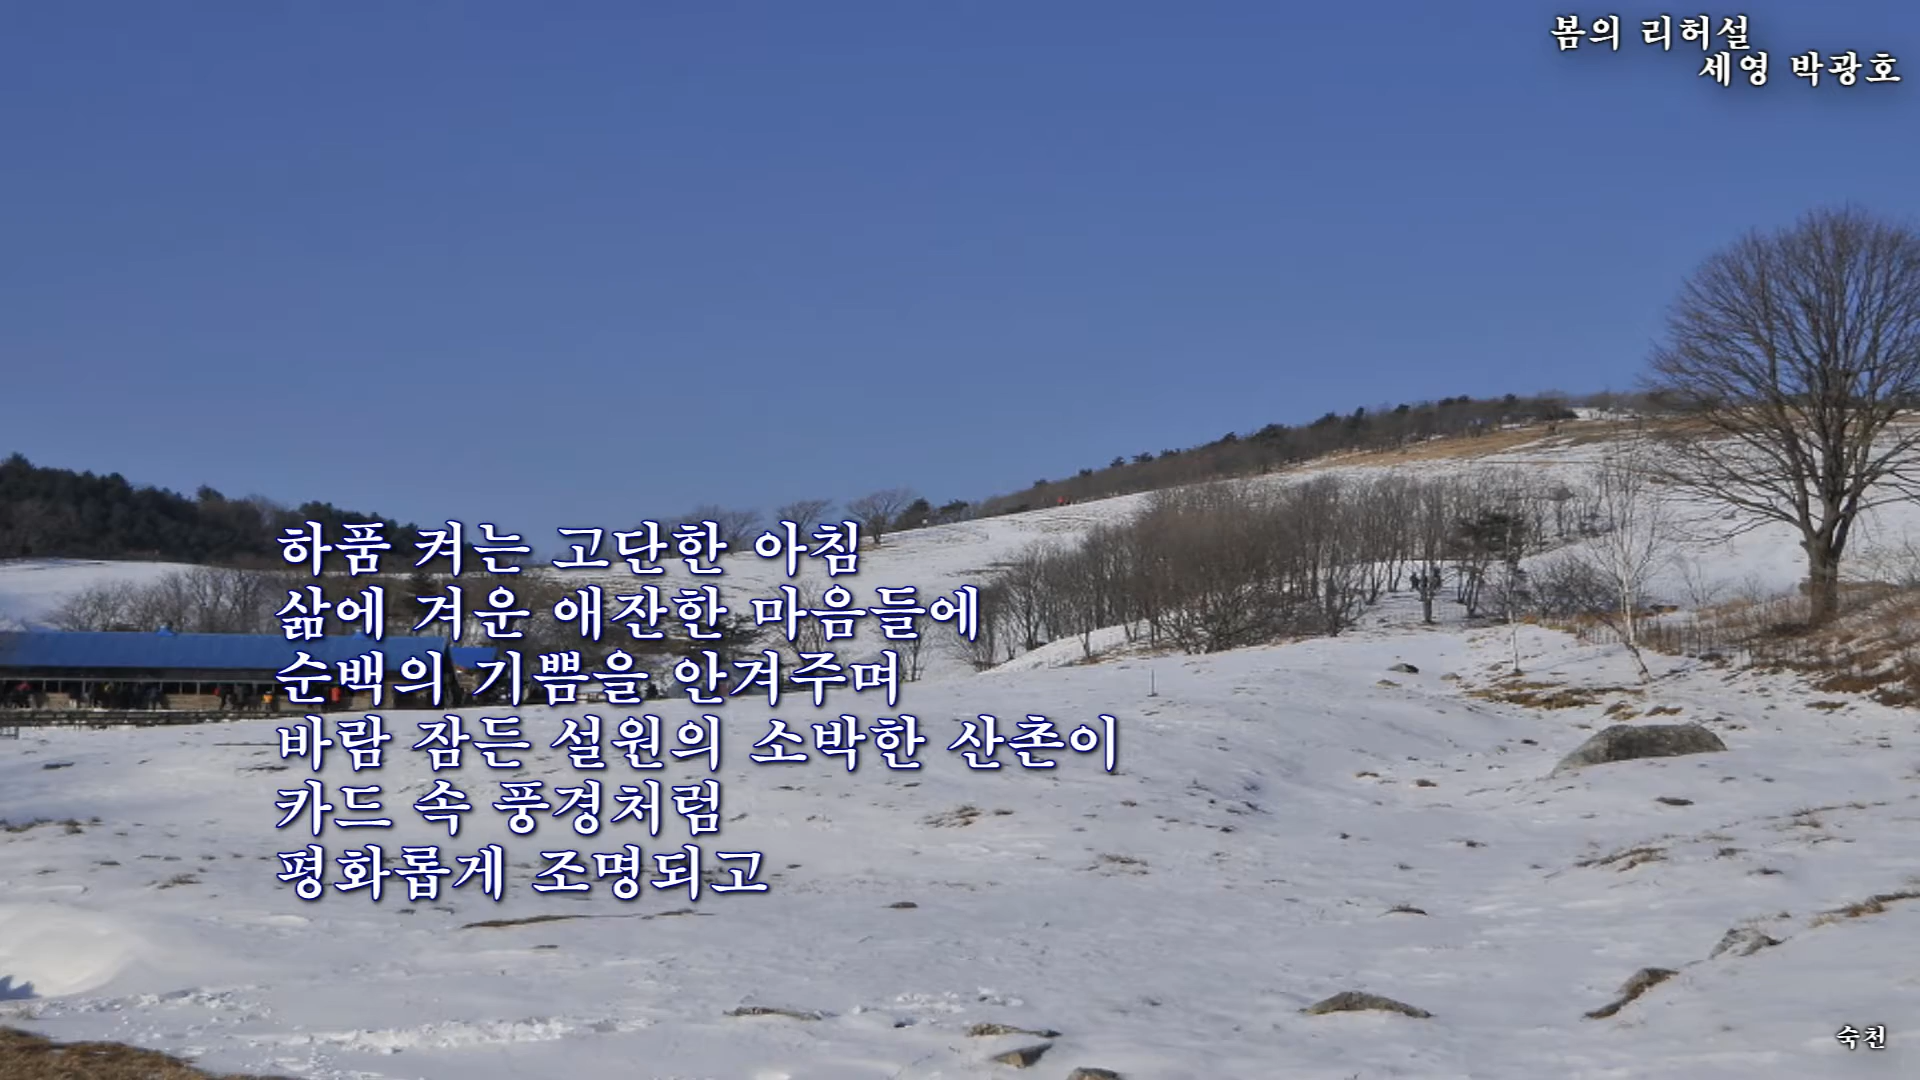 봄의 리허설
세영 박광호
하품 켜는 고단한 아침
삶에 겨운 애잔한 마음들에
순백의 기쁨을 안겨주며
바람 잠든 설원의 소박한 산촌이
카드 속 풍경처럼
평화롭게 조명되고
숙천